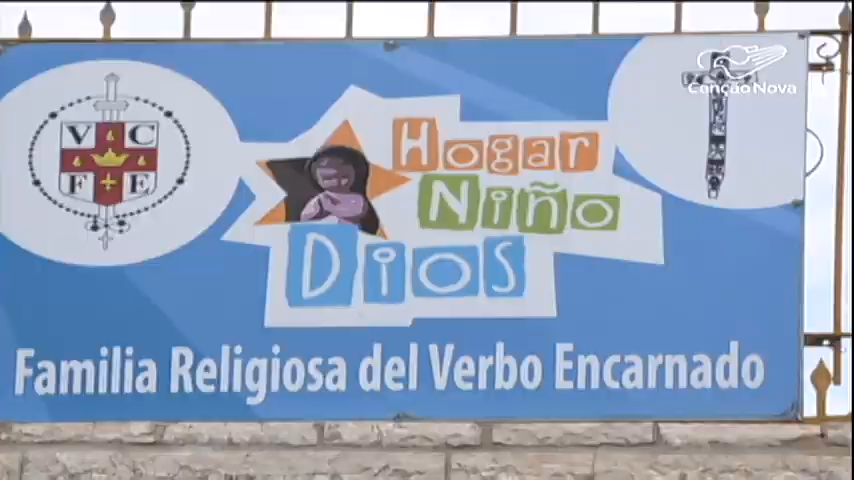 Canção Nova
V C
F E
Hogar
Niño
Dios
Familia Religiosa del Verbo Encarnado